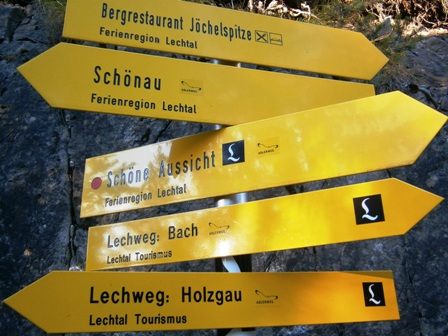 Bergrestaurant Jöchelspitze
Ferienregion Lechtal
Schönau
Ferienregion Lechtal
Schöne Aussicht L
Ferienregion Lechtal
Lechweg: Bach L
Lechtal Tourismus
Lechweg: Holzgau L
Lechtal Tourismus